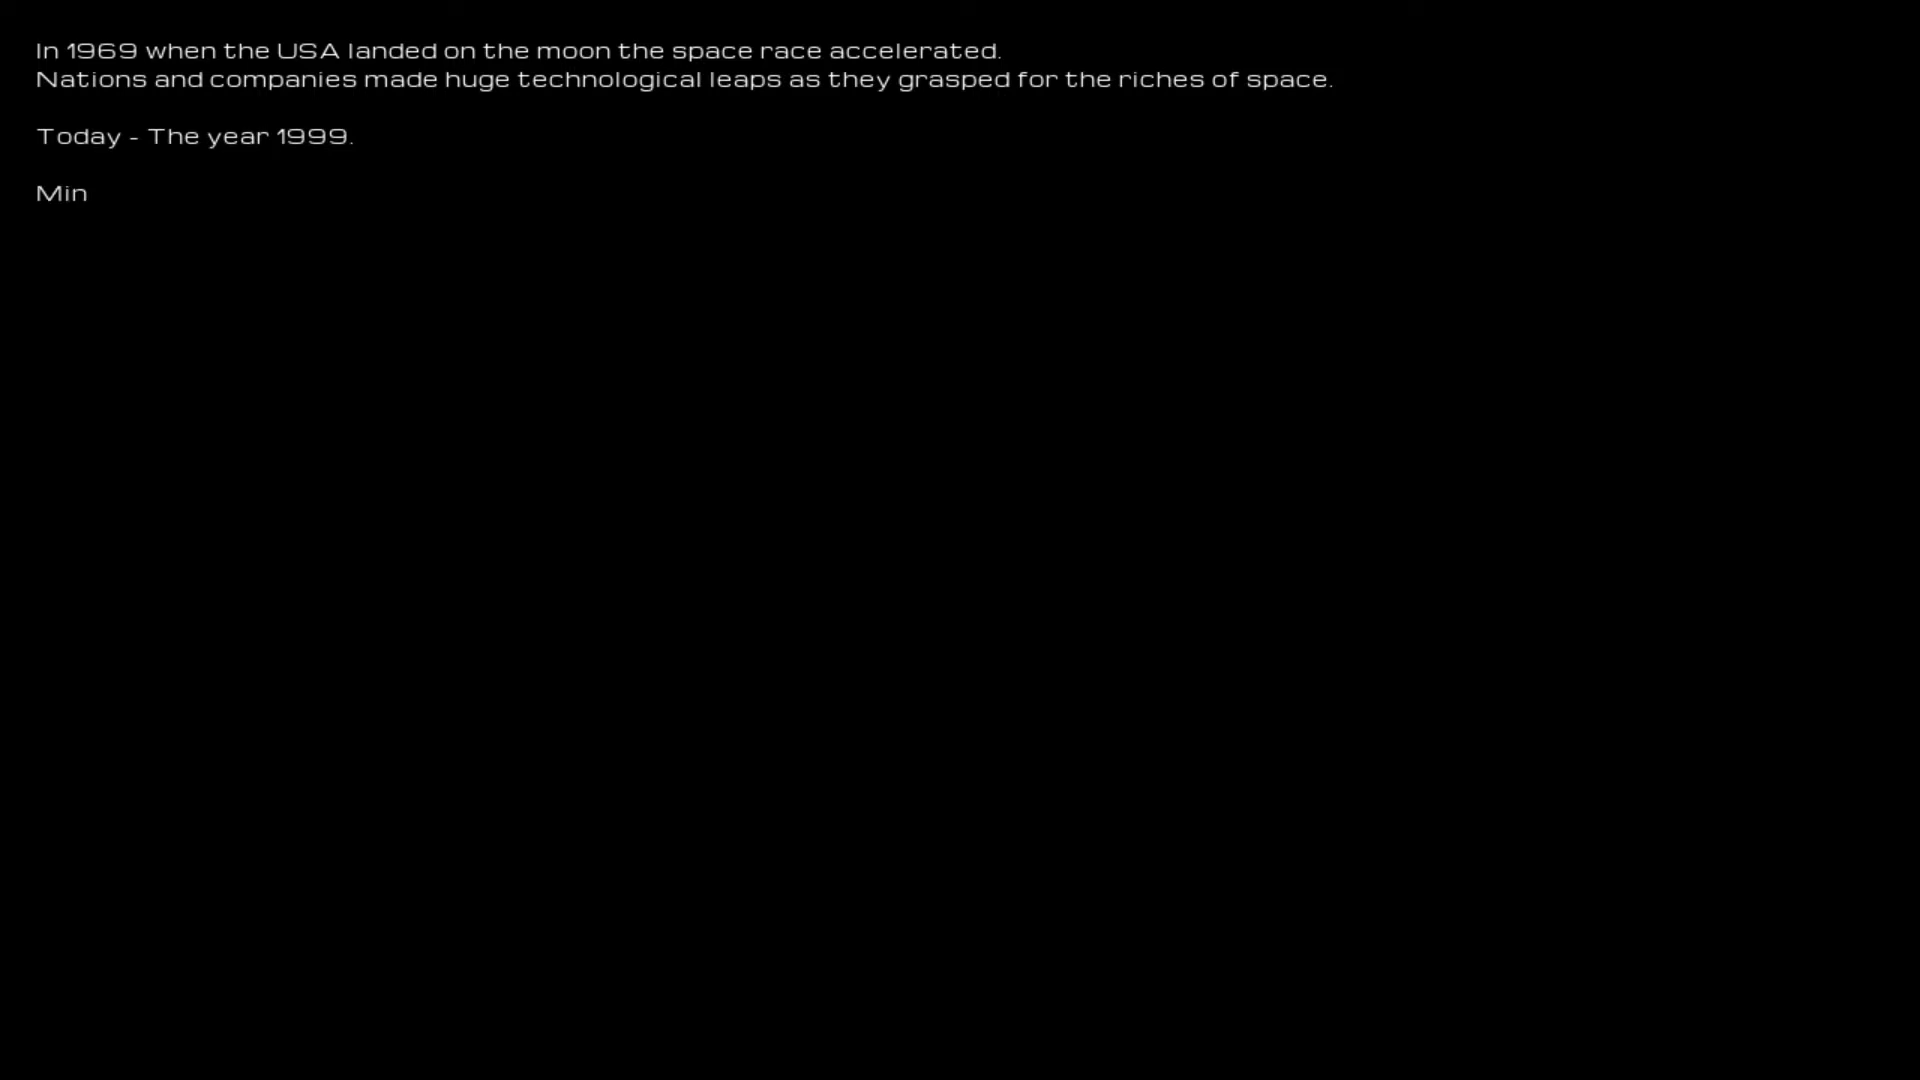 In 1969 when the USA landed on the moon the space race accelerated.
Nations and companies made huge technological leaps as they grasped for the riches of space.
Today - The year 1999.
Min